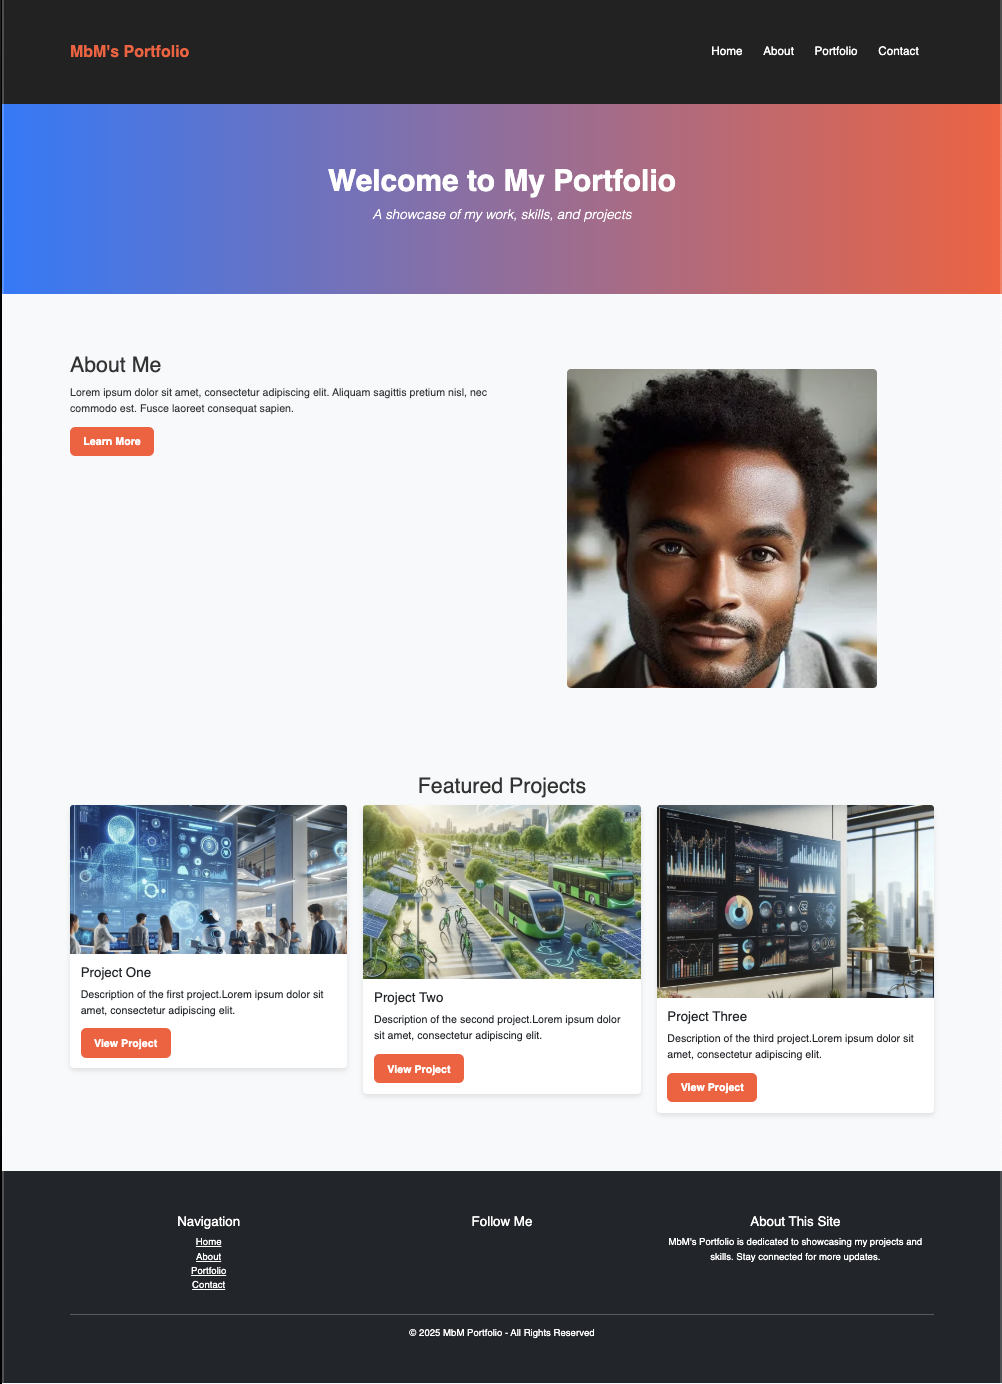 MbM's Portfolio
Home About Portfolio Contact
Welcome to My Portfolio
A showcase of my work, skills, and projects
About Me
Lorem ipsum dolor sit amet, consectetur adipiscing elit. Aliquam sagittis pretium nisl, nec
commodo est. Fusce laoreet consequat sapien.
Learn More
Featured Projects
Project One
Description of the first project.Lorem ipsum dolor sit
amet, consectetur adipiscing elit.
View Project
Project Two
Description of the second project.Lorem ipsum dolor
sit amet, consectetur adipiscing elit.
View Project
Project Three
Description of the third project.Lorem ipsum dolor sit
amet, consectetur adipiscing elit.
View Project
Navigation
Home
About
Portfolio
Contact
Follow Me
About This Site
MbM's Portfolio is dedicated to showcasing my projects and
skills. Stay connected for more updates.
© 2025 MbM Portfolio - All Rights Reserved